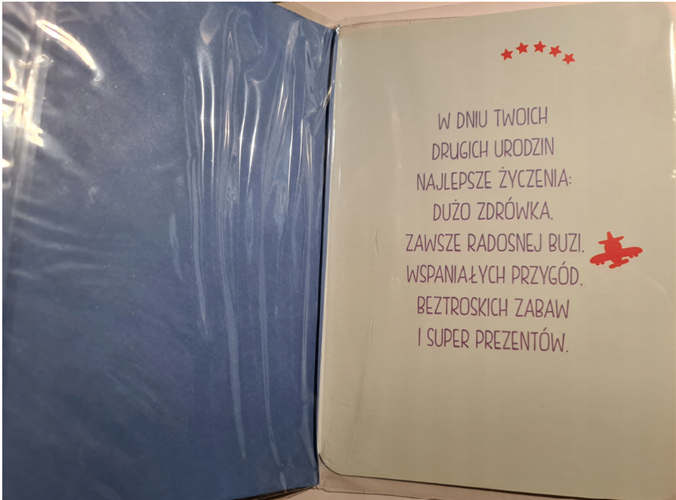 W DNIU TWOICH
DRUGICH URODZIN
NAJLEPSZE ŻYCZENIA:
DUŻO ZDRÓWKA,
ZAWSZE RADOSNEJ BUZI,
WSPANIAŁYCH PRZYGÓD,
BEZTROSKICH ZABAW
I SUPER PREZENTÓW.